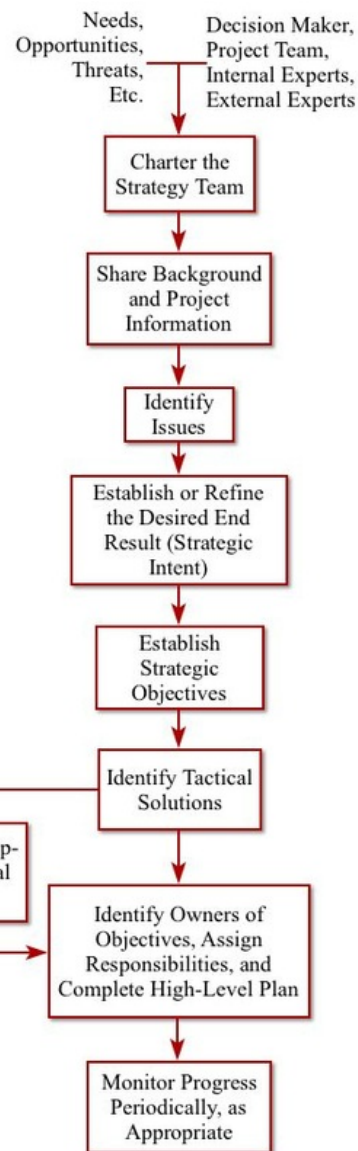 Needs,
Opportunities,
Threats,
Etc.
Decision Maker,
Project Team,
Internal Experts,
External Experts
Charter the
Strategy Team
Share Background
and Project
Information
Identify
Issues
Establish or Refine
the Desired End
Result (Strategic
Intent)
Establish
Strategic
Objectives
Identify Tactical
Solutions
p-
al
Identify Owners of
Objectives, Assign
Responsibilities, and
Complete High-Level Plan
Monitor Progress
Periodically, as
Appropriate